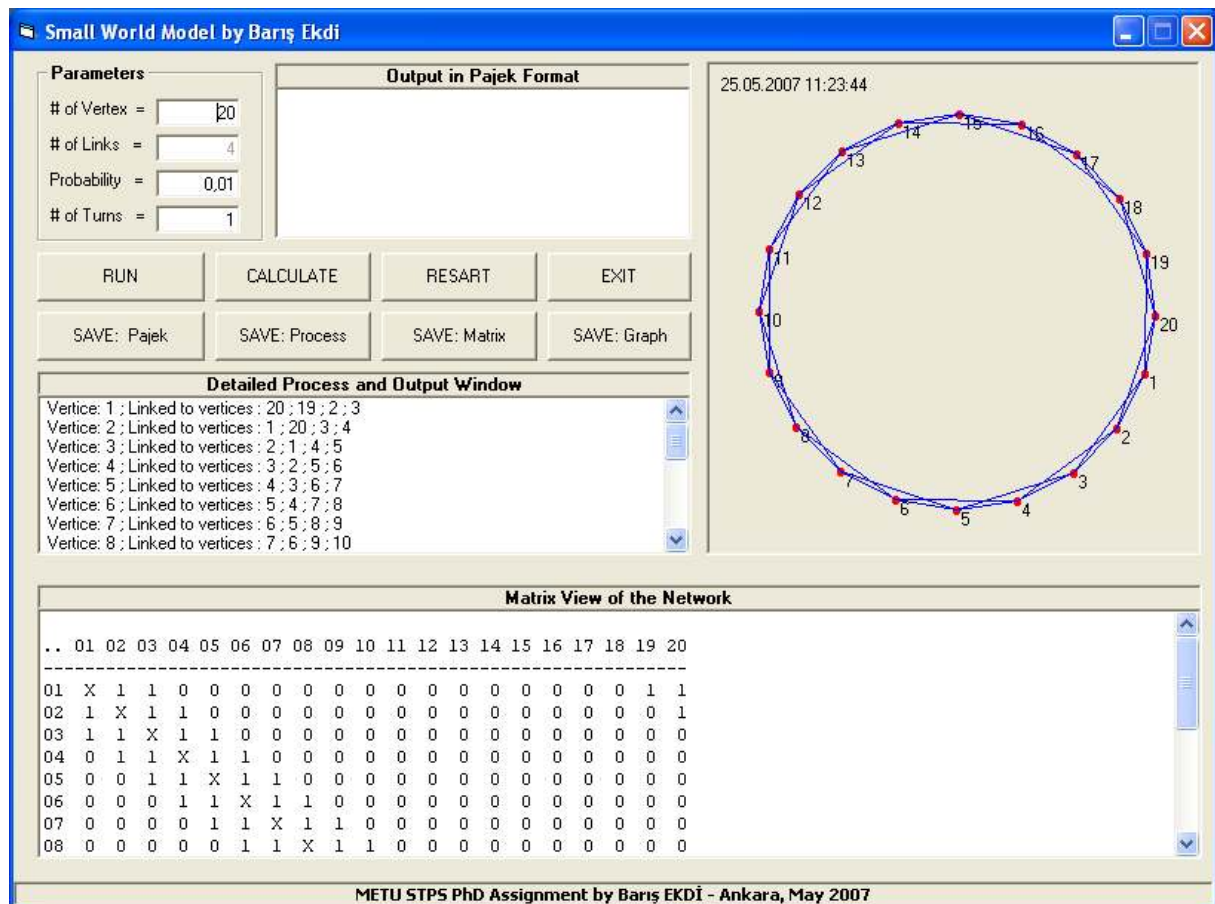 Small World Model by Barış Ekdi
Parameters
# of Vertex = 20
# of Links = 4
Probability = 0,01
# of Turns = 1
Output in Pajek Format
RUN CALCULATE RESART EXIT
SAVE: Pajek SAVE: Process SAVE: Matrix SAVE: Graph
Detailed Process and Output Window
Vertice: 1 ; Linked to vertices : 20 ; 19 ; 2 ; 3
Vertice: 2 ; Linked to vertices : 1 ; 20 ; 3 ; 4
Vertice: 3 ; Linked to vertices : 2 ; 1 ; 4 ; 5
Vertice: 4 ; Linked to vertices : 3 ; 2 ; 5 ; 6
Vertice: 5 ; Linked to vertices : 4 ; 3 ; 6 ; 7
Vertice: 6 ; Linked to vertices : 5 ; 4 ; 7 ; 8
Vertice: 7 ; Linked to vertices : 6 ; 5 ; 8 ; 9
Vertice: 8 ; Linked to vertices : 7 ; 6 ; 9 ; 10
25.05.2007 11:23:44
15
14
16
13
17
12
18
11
19
10
20
9
1
8
2
7
3
6
4
5
Matrix View of the Network
.. 01 02 03 04 05 06 07 08 09 10 11 12 13 14 15 16 17 18 19 20
--------------------------------------------------------------
01 X 1 1 0 0 0 0 0 0 0 0 0 0 0 0 0 0 0 1 1
02 1 X 1 1 0 0 0 0 0 0 0 0 0 0 0 0 0 0 0 1
03 1 1 X 1 1 0 0 0 0 0 0 0 0 0 0 0 0 0 0 0
04 0 1 1 X 1 1 0 0 0 0 0 0 0 0 0 0 0 0 0 0
05 0 0 1 1 X 1 1 0 0 0 0 0 0 0 0 0 0 0 0 0
06 0 0 0 1 1 X 1 1 0 0 0 0 0 0 0 0 0 0 0 0
07 0 0 0 0 1 1 X 1 1 0 0 0 0 0 0 0 0 0 0 0
08 0 0 0 0 0 1 1 X 1 1 0 0 0 0 0 0 0 0 0 0
METU STPS PhD Assignment by Barış EKDİ - Ankara, May 2007